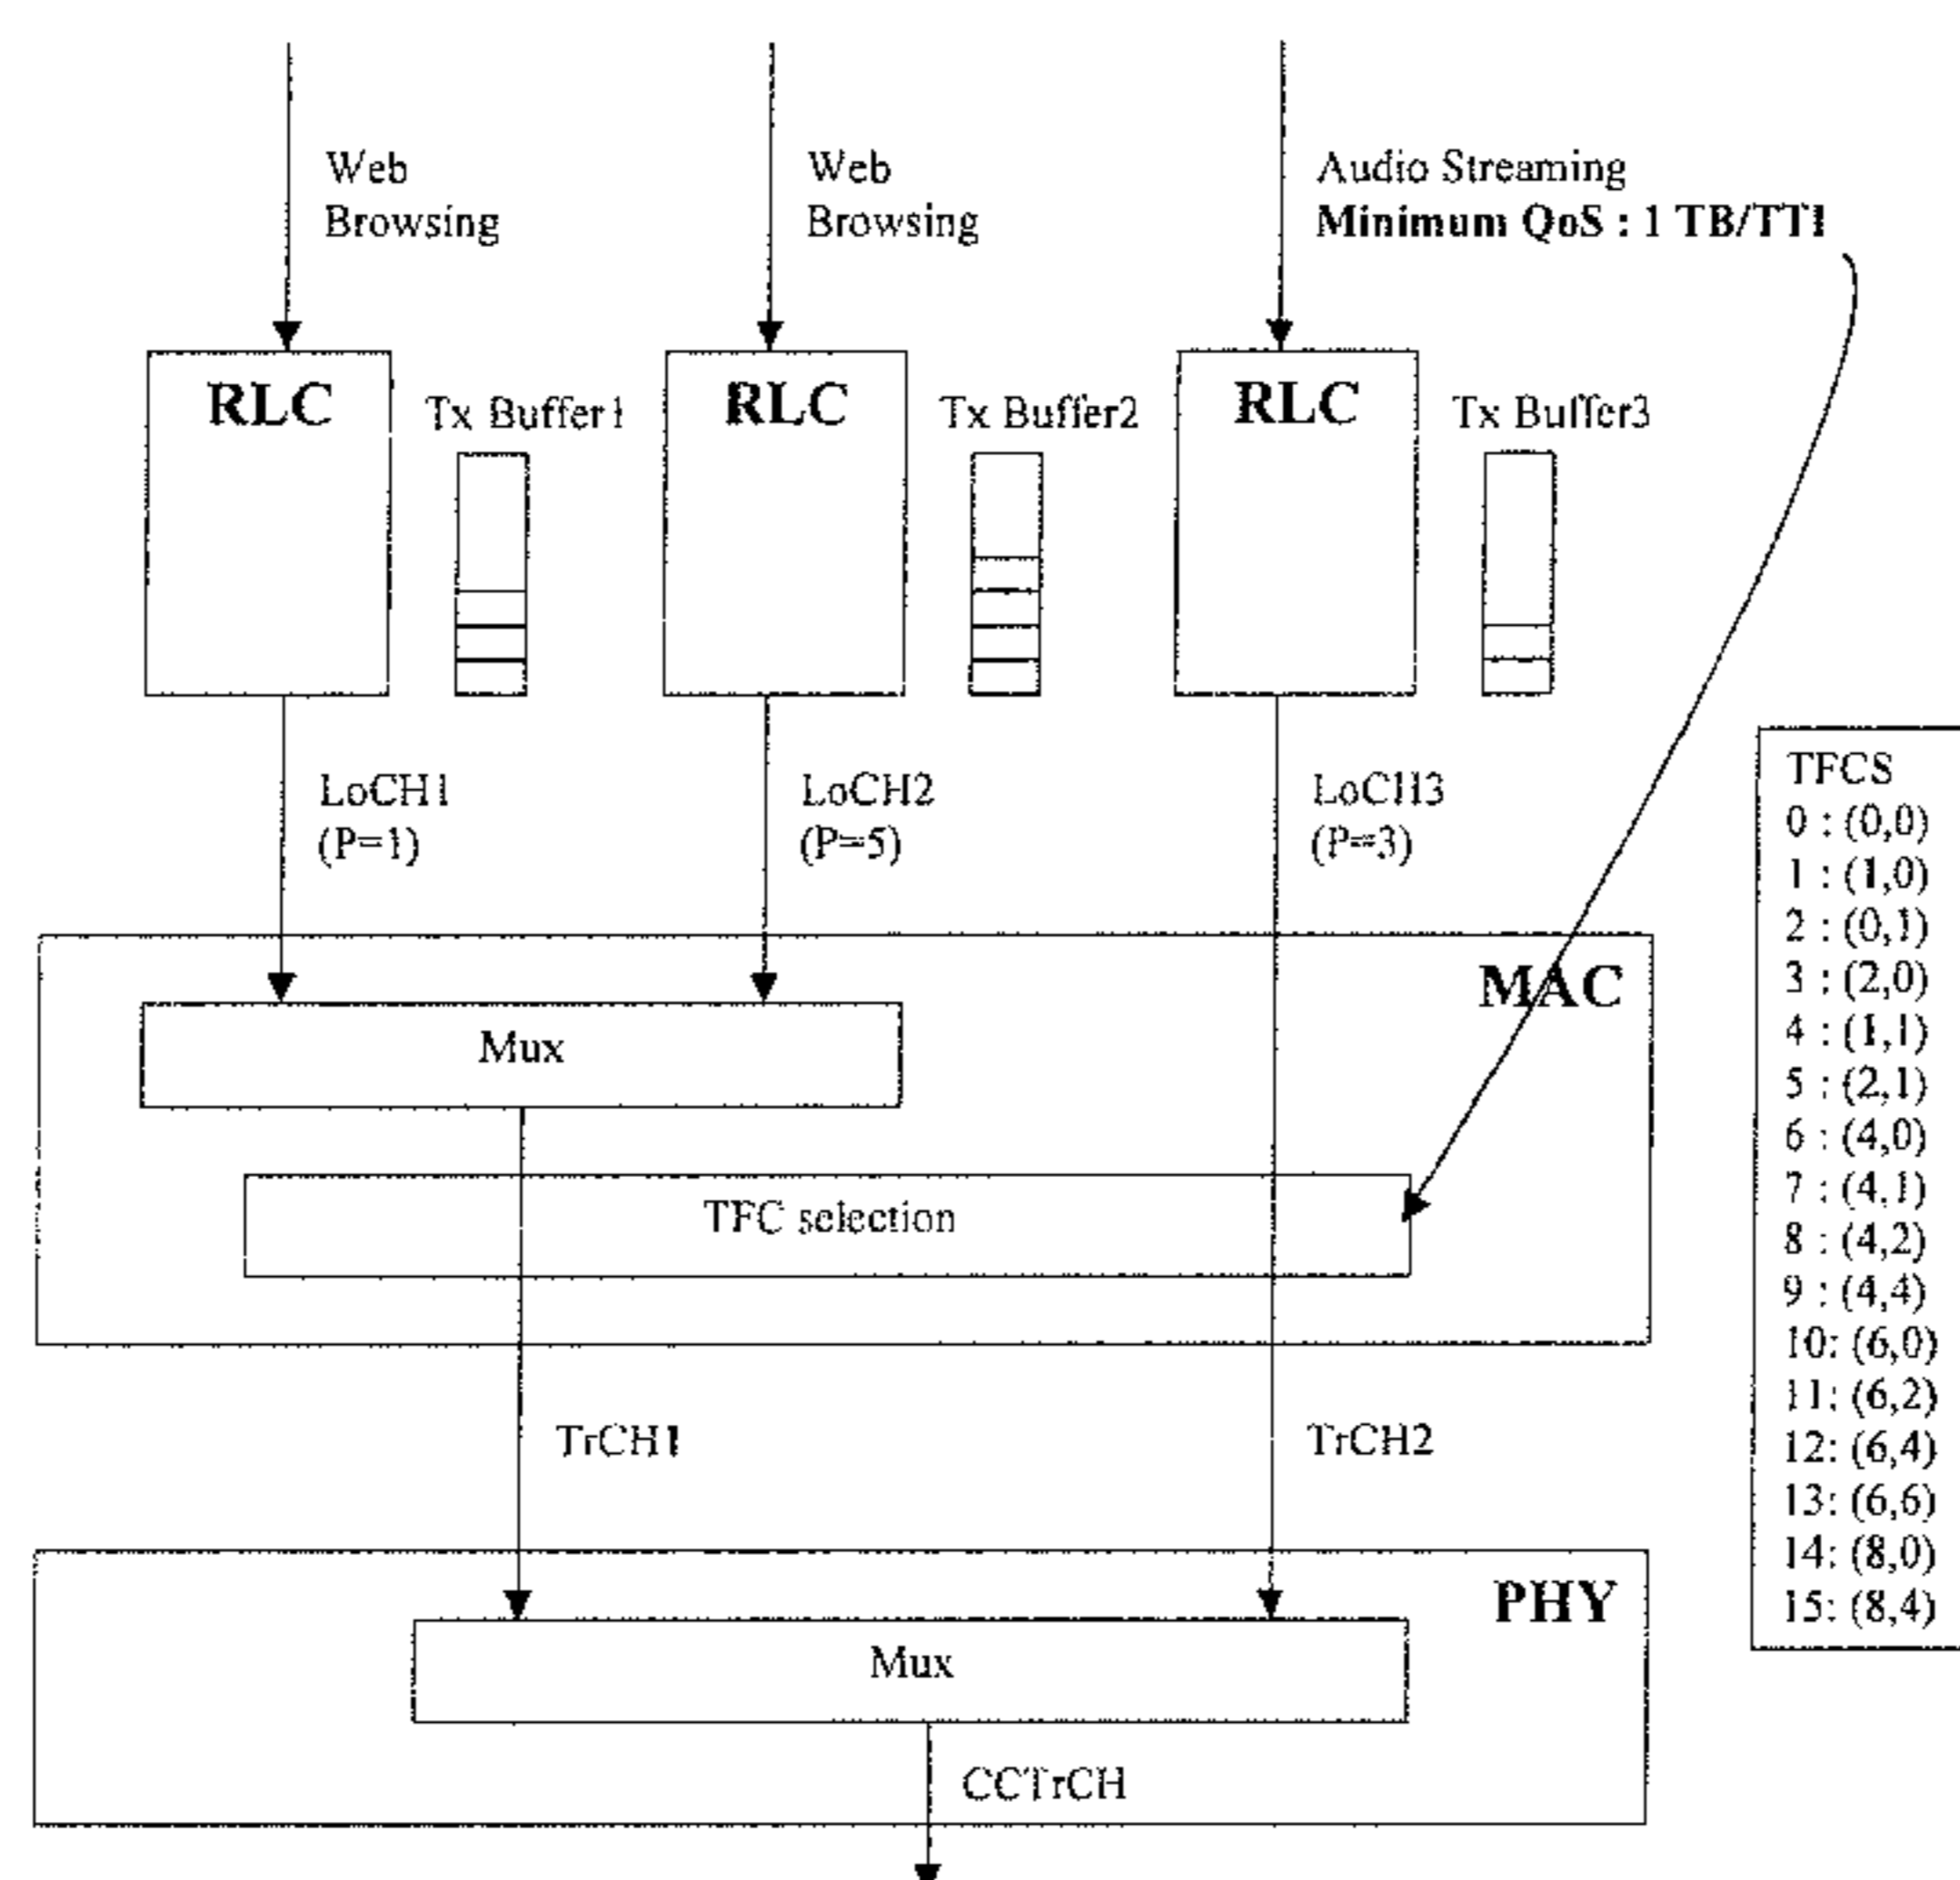 Web
Browsing
Web
Browsing
Audio Streaming
Minimum QoS : 1 TB/TTI
RLC
Tx Buffer1
RLC
Tx Buffer2
RLC
Tx Buffer3
LoCH1
(P=1)
LoCH2
(P=5)
LoCH3
(P=3)
MAC
Mux
TFC selection
TrCH1
TrCH2
PHY
Mux
CCTrCH
TFCS
0 : (0,0)
1 : (1,0)
2 : (0,1)
3 : (2,0)
4 : (1,1)
5 : (2,1)
6 : (4,0)
7 : (4,1)
8 : (4,2)
9 : (4,4)
10: (6,0)
11: (6,2)
12: (6,4)
13: (6,6)
14: (8,0)
15: (8,4)